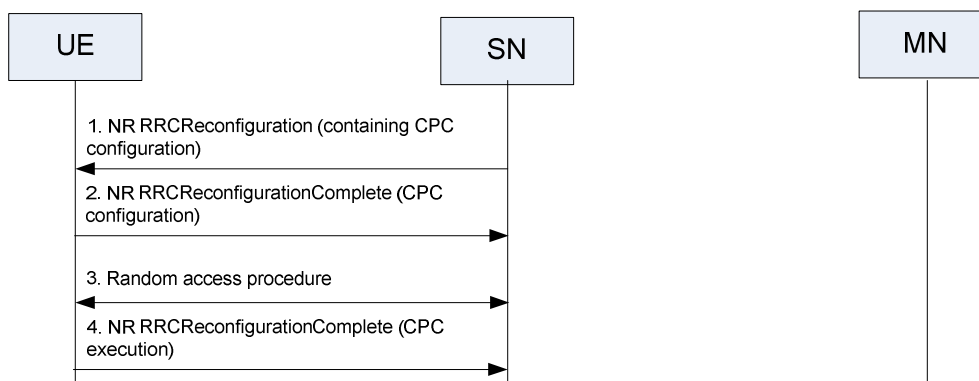 UE
SN
MN
1. NR RRCReconfiguration (containing CPC
configuration)
2. NR RRCReconfigurationComplete (CPC
configuration)
3. Random access procedure
4. NR RRCReconfigurationComplete (CPC
execution)